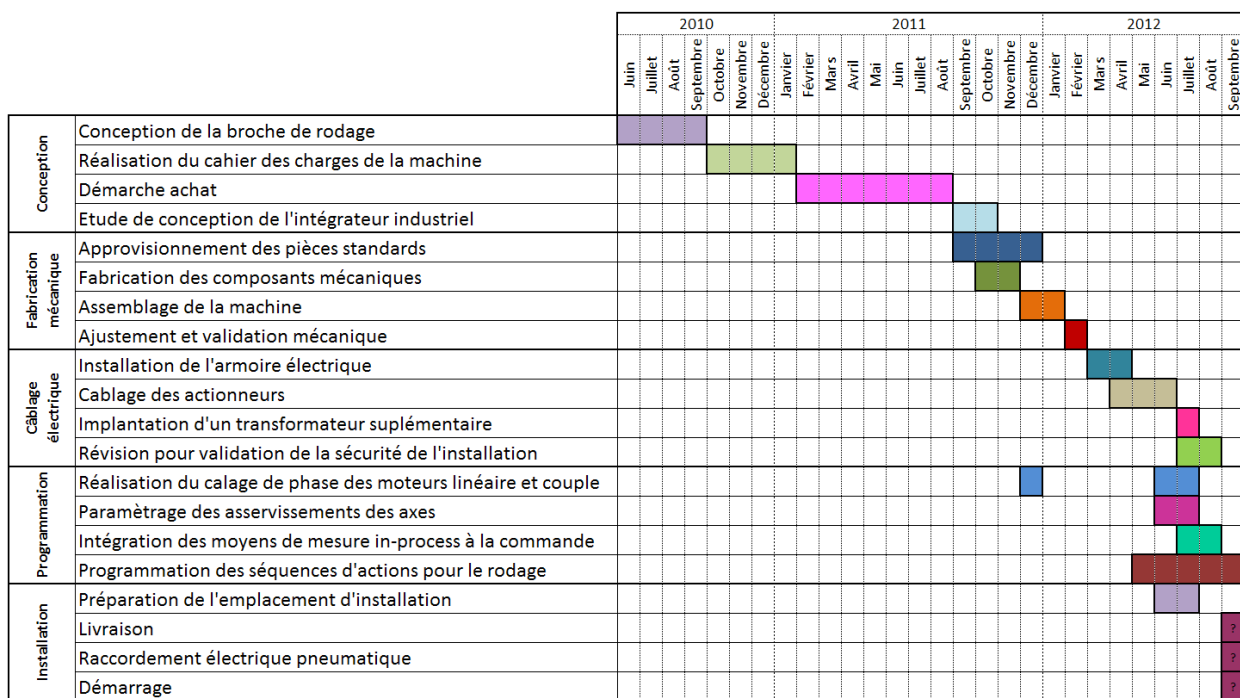 2010 2011 2012
Juin Juillet Août Septembre Octobre Novembre Décembre Janvier Février Mars Avril Mai Juin Juillet Août Septembre Octobre Novembre Décembre Janvier Février Mars Avril Mai Juin Juillet Août Septembre
Conception
Conception de la broche de rodage
Réalisation du cahier des charges de la machine
Démarche achat
Etude de conception de l'intégrateur industriel
Fabrication
mécanique
Approvisionnement des pièces standards
Fabrication des composants mécaniques
Assemblage de la machine
Ajustement et validation mécanique
Câblage
électrique
Installation de l'armoire électrique
Cablage des actionneurs
Implantation d'un transformateur suplémentaire
Révision pour validation de la sécurité de l'installation
Programmation
Réalisation du calage de phase des moteurs linéaire et couple
Paramètrage des asservissements des axes
Intégration des moyens de mesure in-process à la commande
Programmation des séquences d'actions pour le rodage
Installation
Préparation de l'emplacement d'installation
Livraison ?
Raccordement électrique pneumatique ?
Démarrage ?